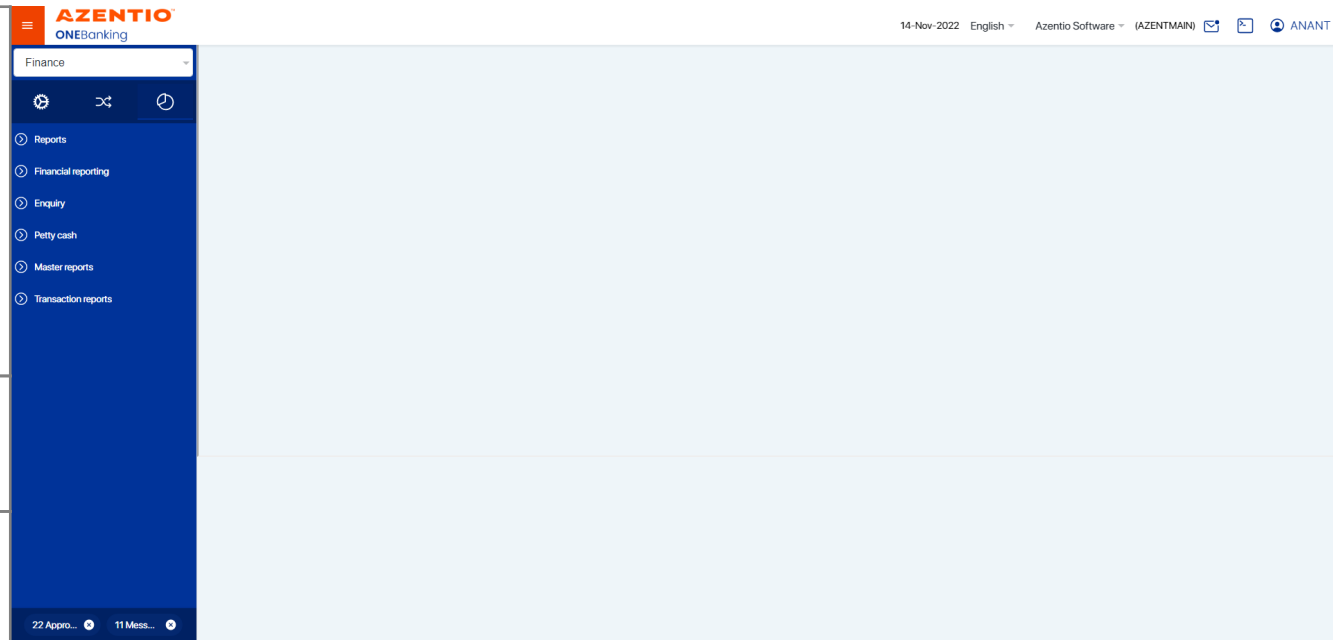 AZENTIO™
ONEBanking
14-Nov-2022 English Azentio Software (AZENTMAIN) ANANT
Finance
Reports
Financial reporting
Enquiry
Petty cash
Master reports
Transaction reports
22 Appro... 11 Mess...